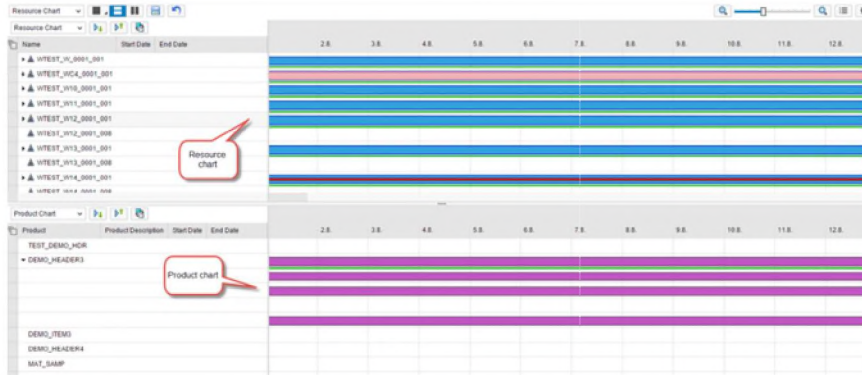 Resource Chart
Resource Chart
Name Start Date End Date 2.8. 3.8. 4.8. 5.8. 6.8. 7.8. 8.8. 9.8. 10.8. 11.8. 12.8.
WTEST_W_0001_001
WTEST_WC4_0001_001
WTEST_W10_0001_001
WTEST_W11_0001_001
WTEST_W12_0001_001
WTEST_W12_0001_008
WTEST_W13_0001_001
WTEST_W13_0001_008
WTEST_W14_0001_001
WTEST_W14_0001_008
Resource
chart
Product Chart
Product Product Description Start Date End Date 2.8. 3.8. 4.8. 5.8. 6.8. 7.8. 8.8. 9.8. 10.8. 11.8. 12.8.
TEST_DEMO_HDR
DEMO_HEADER3
Product chart
DEMO_ITEMG
DEMO_HEADER4
MAT_SAMP